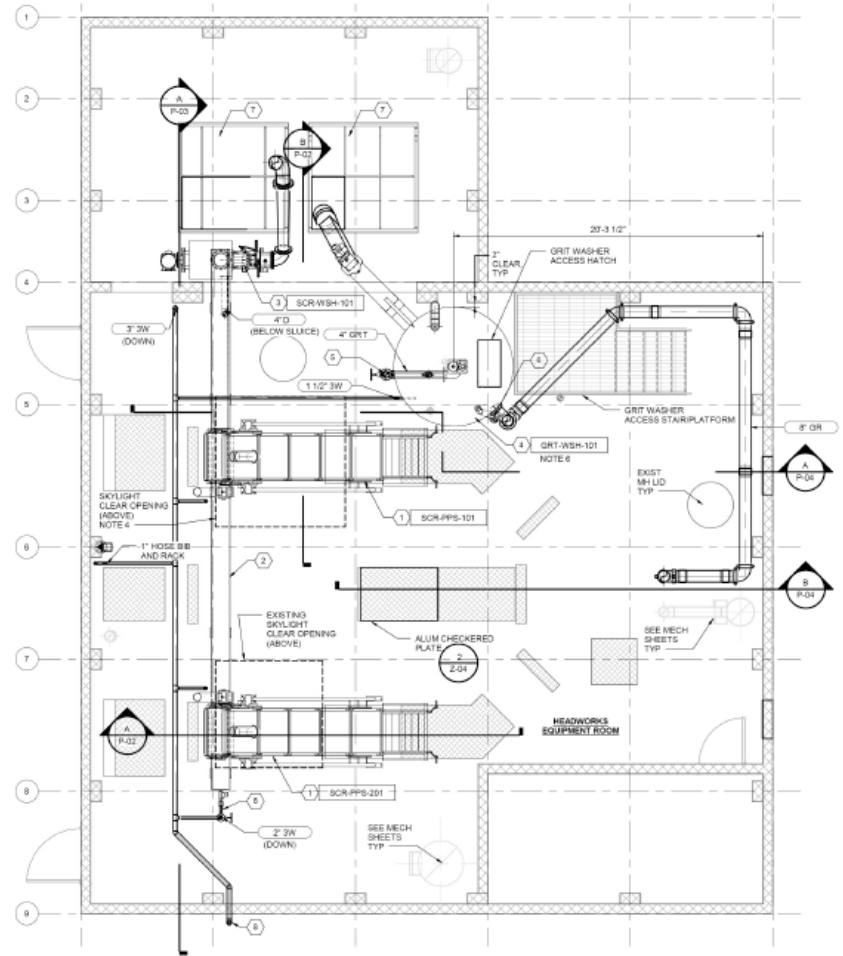 1
2
A
P-03
7
7
B
P-02
3
20'-3 1/2"
2"
CLEAR,
TYP
GRIT WASHER
ACCESS HATCH
4
3
SCR-WSH-101
3" 3W
(DOWN)
4"D
(BELOW SLUICE)
4" GRIT
5
6
1 1/2" 3W
5
GRIT WASHER
ACCESS STAIR/PLATFORM
8" GR
4
GRT-WSH-101
NOTE 6
A
P-04
EXIST
MH LID
TYP
SKYLIGHT
CLEAR OPENING
(ABOVE)
NOTE 4
1
SCR-PPS-101
6
1" HOSE BIB
AND RACK
2
B
P-04
EXISTING
SKYLIGHT
CLEAR OPENING
(ABOVE)
ALUM CHECKERED
PLATE
SEE MECH
SHEETS
TYP
7
2
Z-04
A
P-02
HEADWORKS
EQUIPMENT ROOM
8
1
SCR-PPS-201
6
2" 3W
(DOWN)
SEE MECH
SHEETS
TYP
9
8